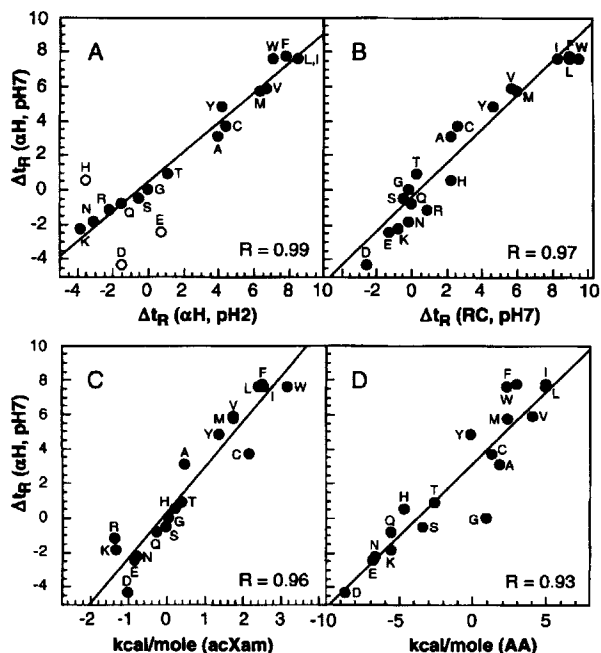 A
B
10
8
6
4
2
0
-2
-4
Δt_R (αH, pH7)
W F L,I
M V
Y C
A
T
G
S
Q
R
N
K
H
E
D
R = 0.99
-4 -2 0 2 4 6 8 10
Δt_R (αH, pH2)
I F L W
V M
Y
C
A
T
H
G
S Q
R
N
K
E
D
R = 0.97
-2 0 2 4 6 8 10
Δt_R (RC, pH7)
C
D
10
8
6
4
2
0
-2
-4
Δt_R (αH, pH7)
L F I W
V
M
Y
C
A
H T
G
S
Q
R
K N
E
D
R = 0.96
-2 -1 0 1 2 3
kcal/mole (acXam)
F W I L
M V
Y
C
A
T
H
G
S
Q
N K
E
D
R = 0.93
-10 -5 0 5 10
kcal/mole (AA)